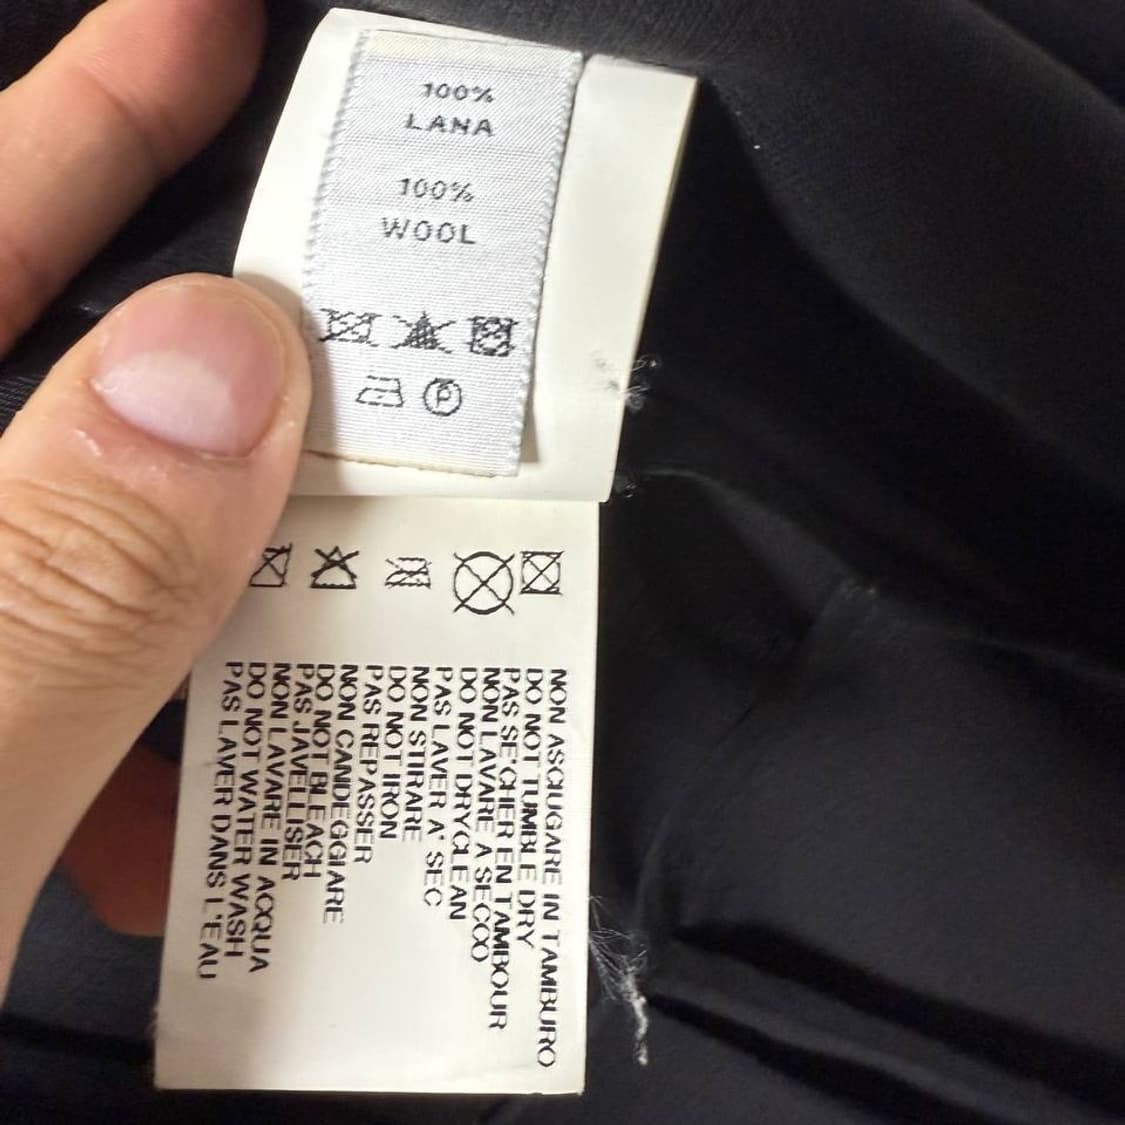 100%
LANA
100%
WOOL
P
NON ASCIUGARE IN TAMBURO
DO NOT TUMBLE DRY
PAS SE'CHER EN TAMBOUR
NON LAVARE A SECCO
DO NOT DRYCLEAN
PAS LAVER A' SEC
NON STIRARE
DO NOT IRON
PAS REPASSER
NON CANDEGGIARE
DO NOT BLEACH
PAS JAVELLISER
NON LAVARE IN ACQUA
DO NOT WATER WASH
PAS LAVER DANS L'EAU